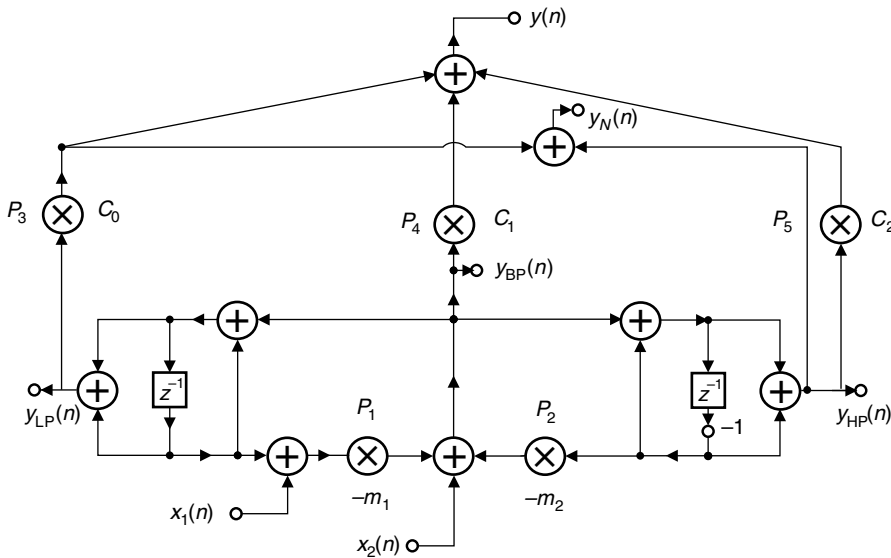 y(n)
y_N(n)
P_3 C_0
P_4 C_1
P_5 C_2
y_BP(n)
z^{-1}
z^{-1}
y_LP(n)
P_1
P_2
-1
y_HP(n)
-m_1
-m_2
x_1(n)
x_2(n)